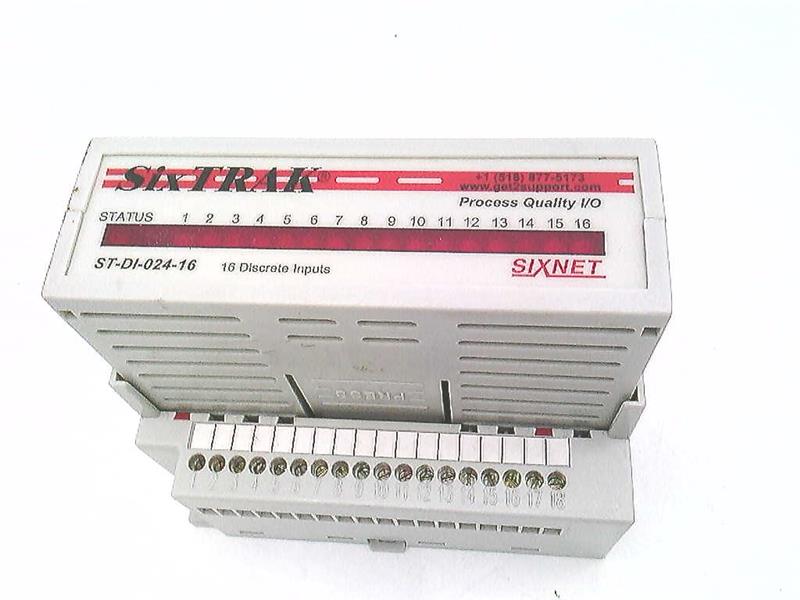 SixTRAK®
+1 (518) 877-5173
www.get2support.com
Process Quality I/O
STATUS 1 2 3 4 5 6 7 8 9 10 11 12 13 14 15 16
ST-DI-024-16 16 Discrete Inputs
SIXNET
PRESS
1 2 3 4 5 6 7 8 9 10 11 12 13 14 15 16 17 18